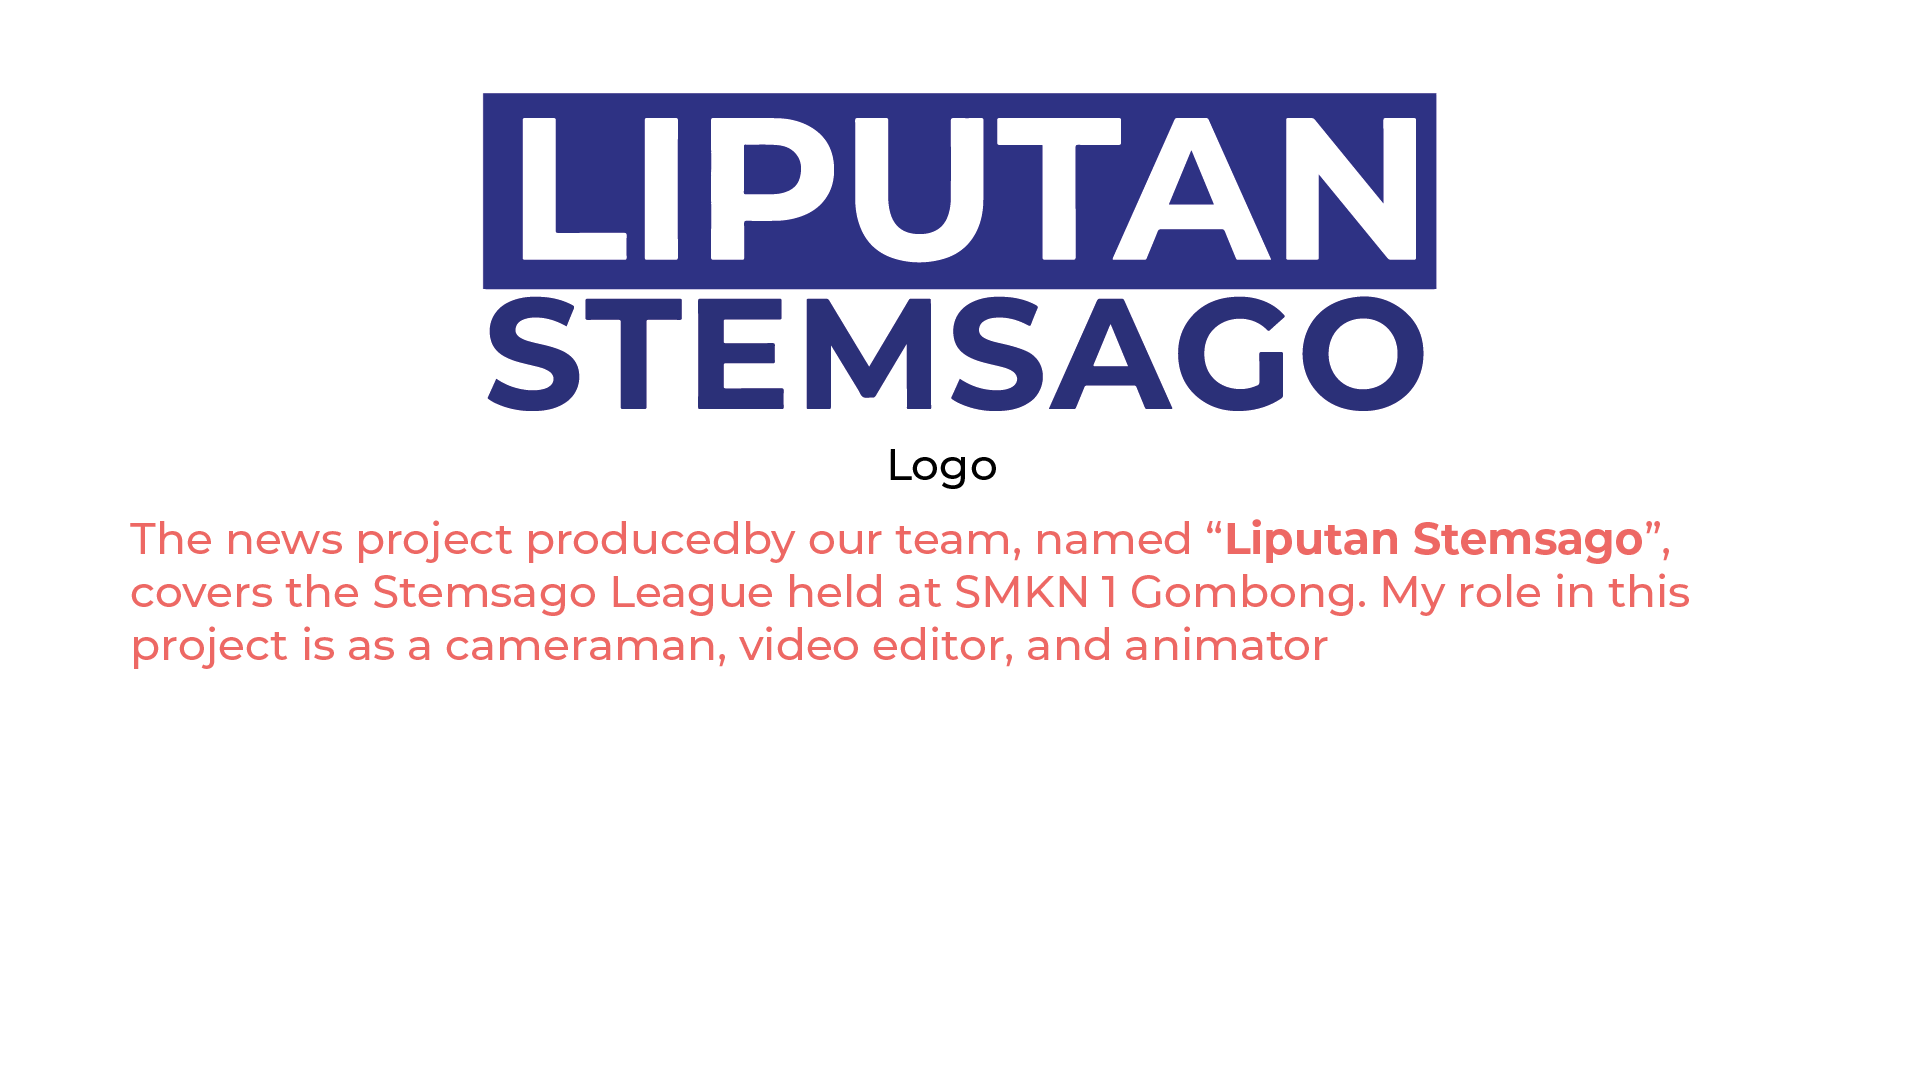 LIPUTAN
STEMSAGO
Logo
The news project producedby our team, named “Liputan Stemsago”,
covers the Stemsago League held at SMKN 1 Gombong. My role in this
project is as a cameraman, video editor, and animator